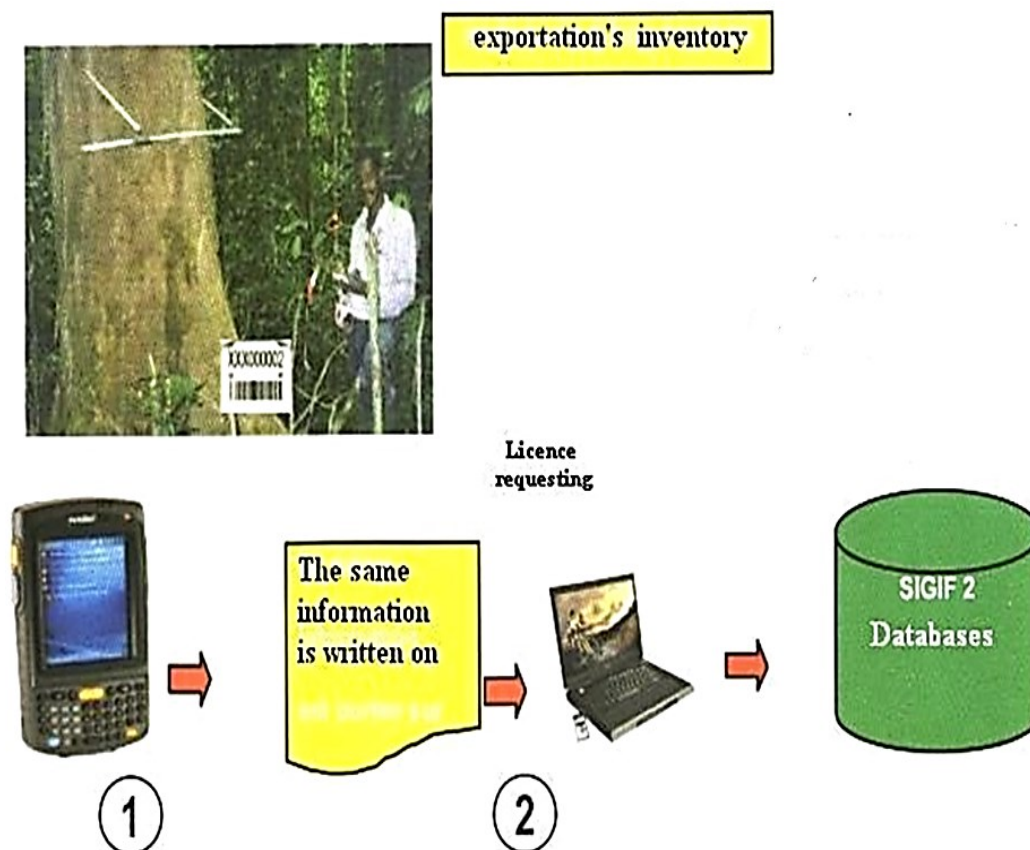 exportation's inventory
XXX000002
Licence
requesting
The same
information
is written on
SIGIF 2
Databases
1
2